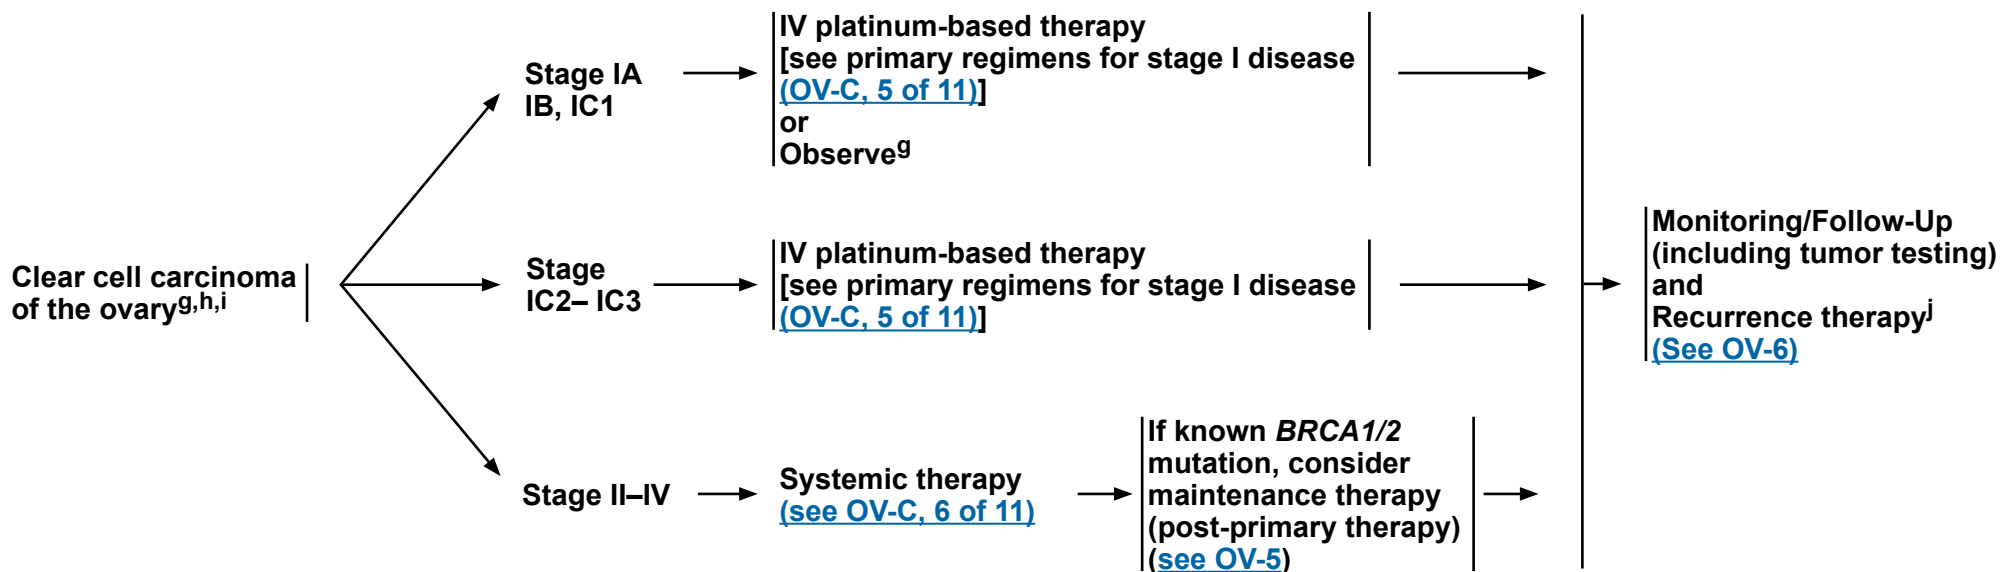 Clear cell carcinoma
of the ovaryg,h,i
Stage IA
IB, IC1
IV platinum-based therapy
[see primary regimens for stage I disease
(OV-C, 5 of 11)]
or
Observeg
Stage
IC2– IC3
IV platinum-based therapy
[see primary regimens for stage I disease
(OV-C, 5 of 11)]
Stage II–IV
Systemic therapy
(see OV-C, 6 of 11)
If known BRCA1/2
mutation, consider
maintenance therapy
(post-primary therapy)
(see OV-5)
Monitoring/Follow-Up
(including tumor testing)
and
Recurrence therapyj
(See OV-6)